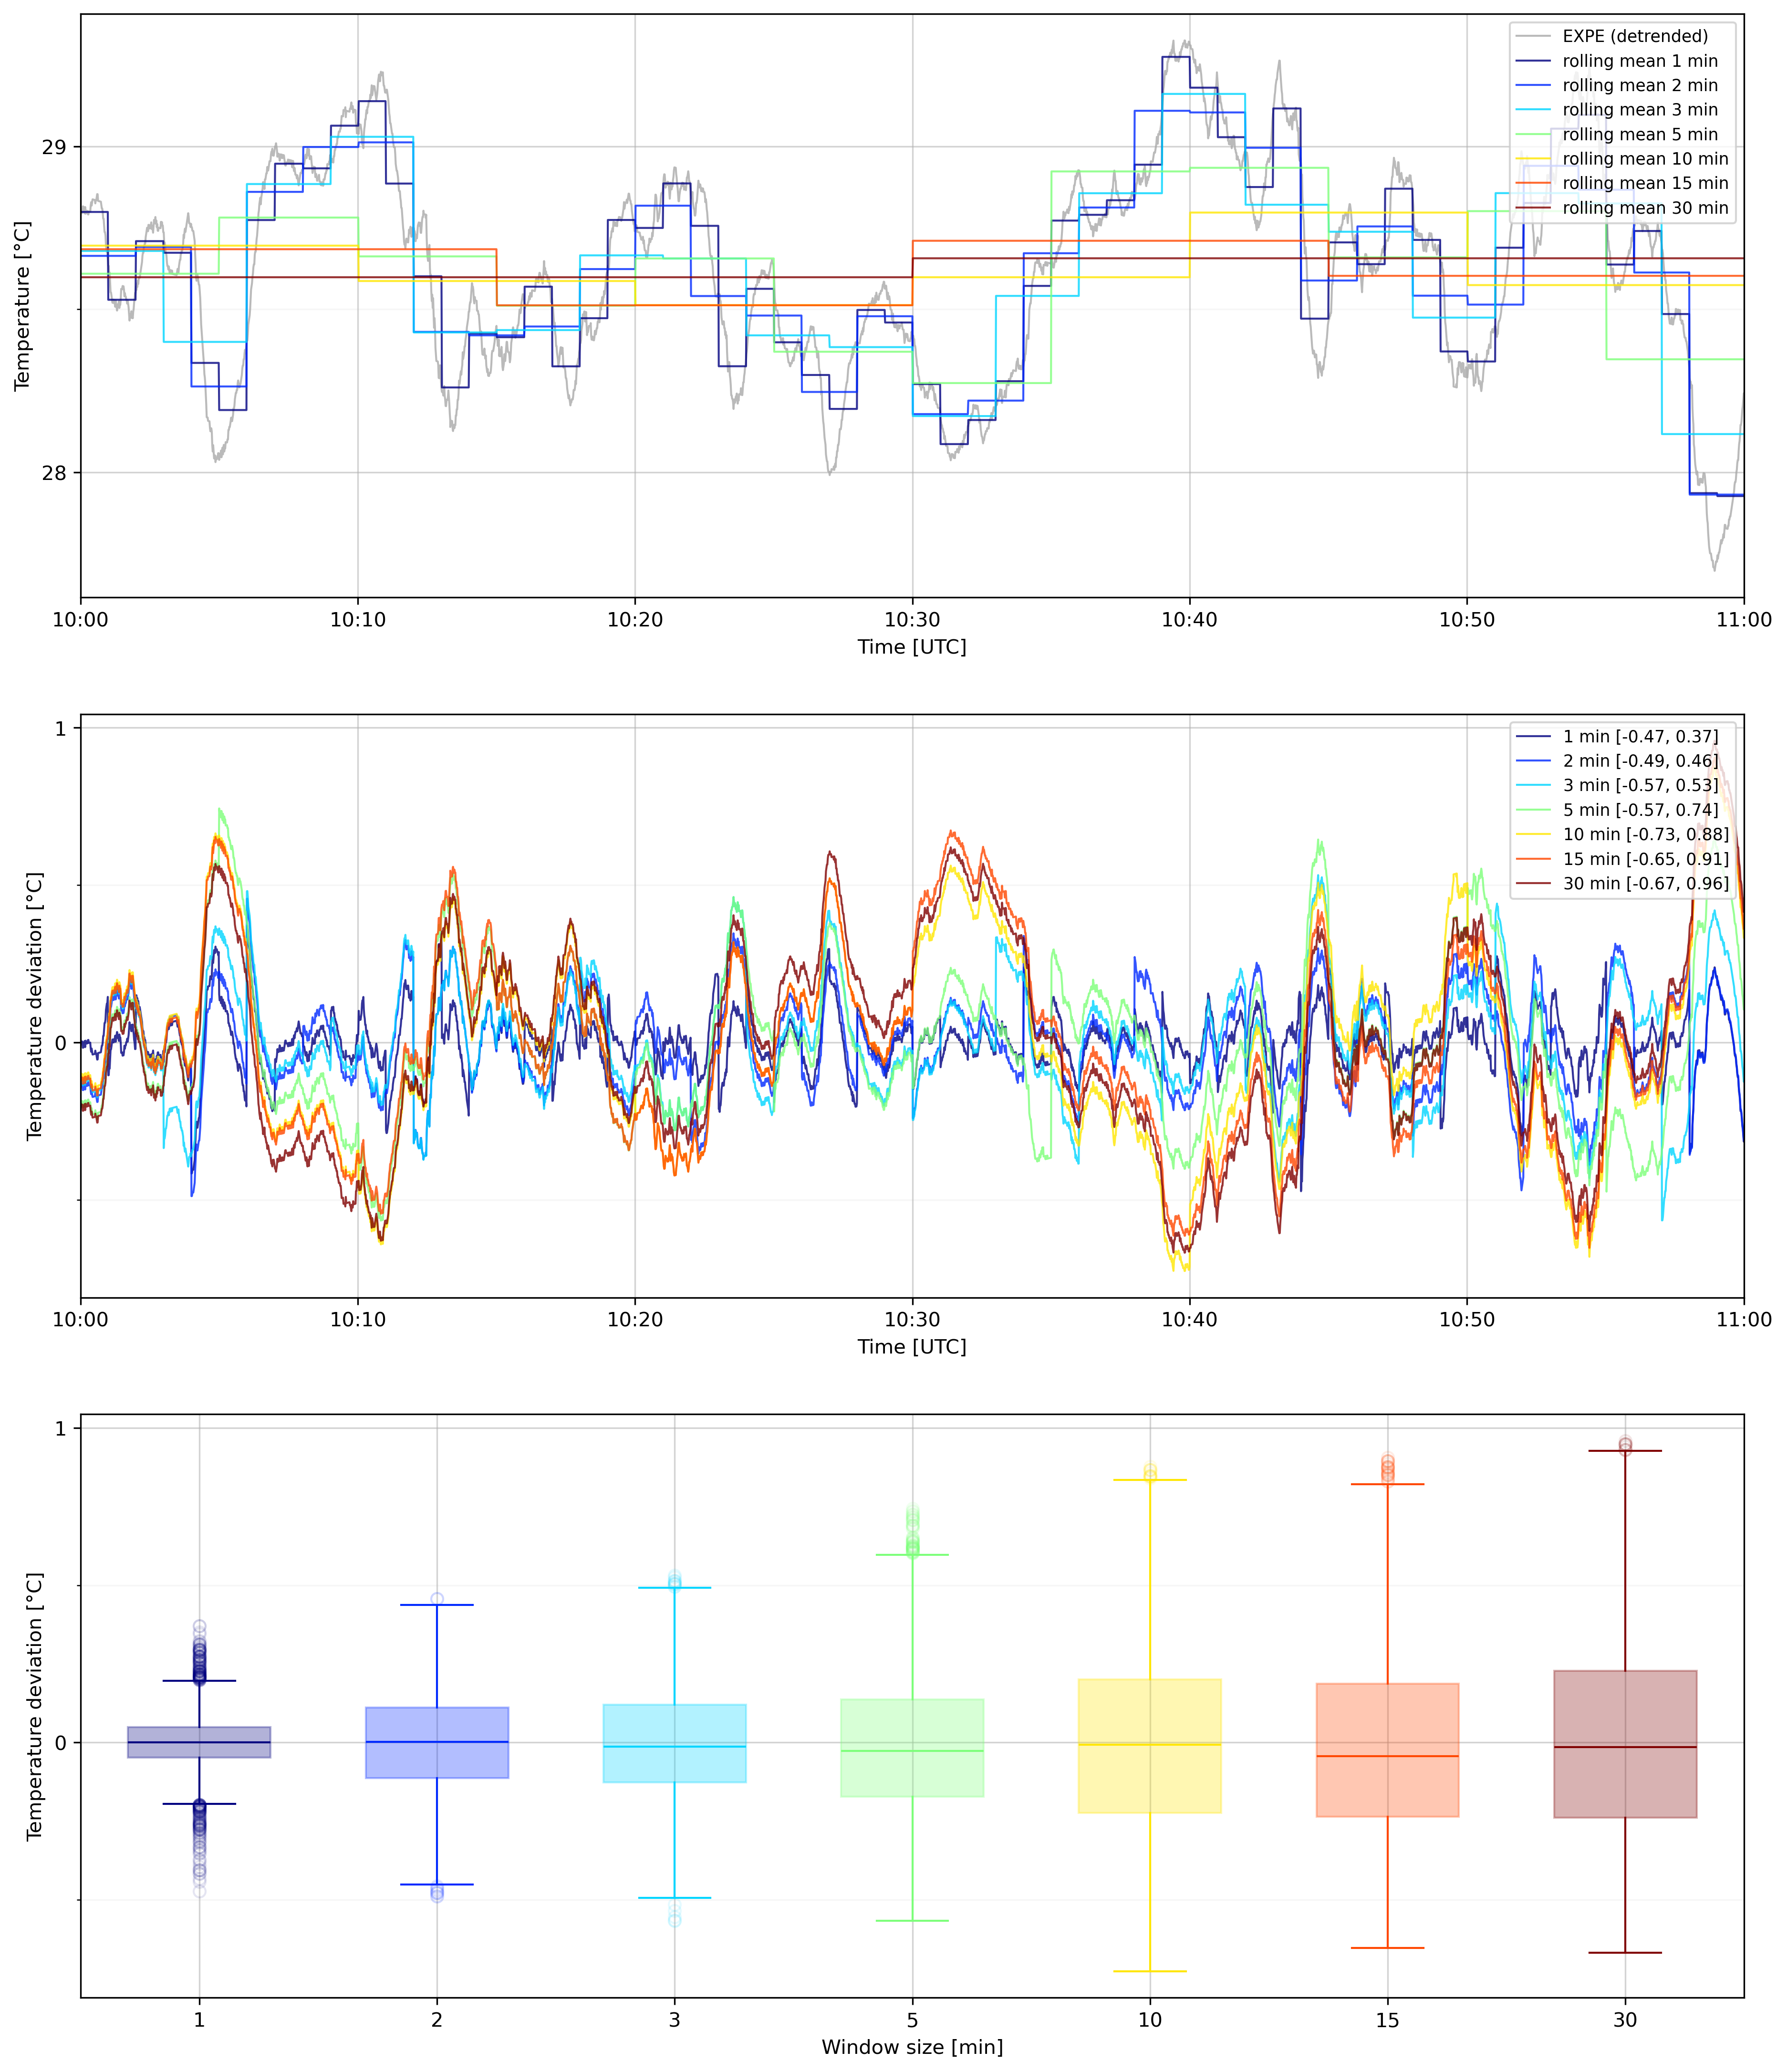 EXPE (detrended)
rolling mean 1 min
rolling mean 2 min
rolling mean 3 min
rolling mean 5 min
rolling mean 10 min
rolling mean 15 min
rolling mean 30 min
29
28
Temperature [°C]
10:00 10:10 10:20 10:30 10:40 10:50 11:00
Time [UTC]
1 min [-0.47, 0.37]
2 min [-0.49, 0.46]
3 min [-0.57, 0.53]
5 min [-0.57, 0.74]
10 min [-0.73, 0.88]
15 min [-0.65, 0.91]
30 min [-0.67, 0.96]
1
0
Temperature deviation [°C]
10:00 10:10 10:20 10:30 10:40 10:50 11:00
Time [UTC]
1
0
Temperature deviation [°C]
1 2 3 5 10 15 30
Window size [min]